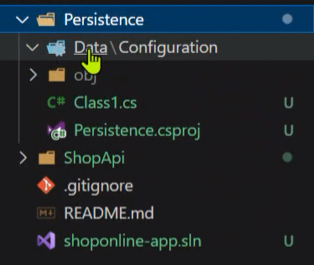 Persistence
Data\Configuration
obj
C# Class1.cs U
Persistence.csproj U
ShopApi
.gitignore
README.md
shoponline-app.sln U